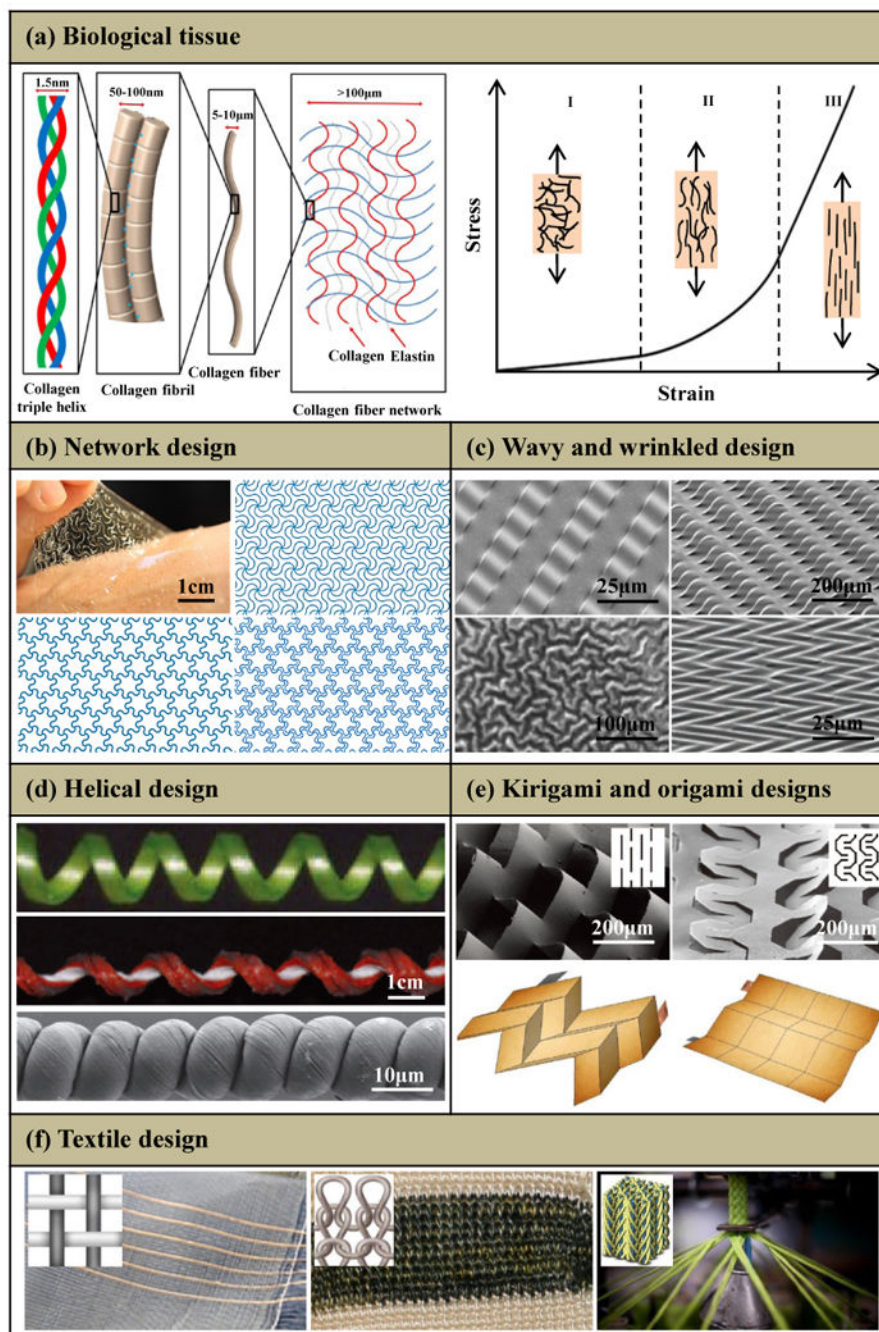 (a) Biological tissue
1.5nm
50-100nm
5-10μm
>100μm
Collagen
triple helix
Collagen fibril
Collagen fiber
Collagen
Elastin
Collagen fiber network
I
II
III
Stress
Strain
(b) Network design
1cm
(c) Wavy and wrinkled design
25μm
200μm
100μm
25μm
(d) Helical design
1cm
10μm
(e) Kirigami and origami designs
200μm
200μm
(f) Textile design